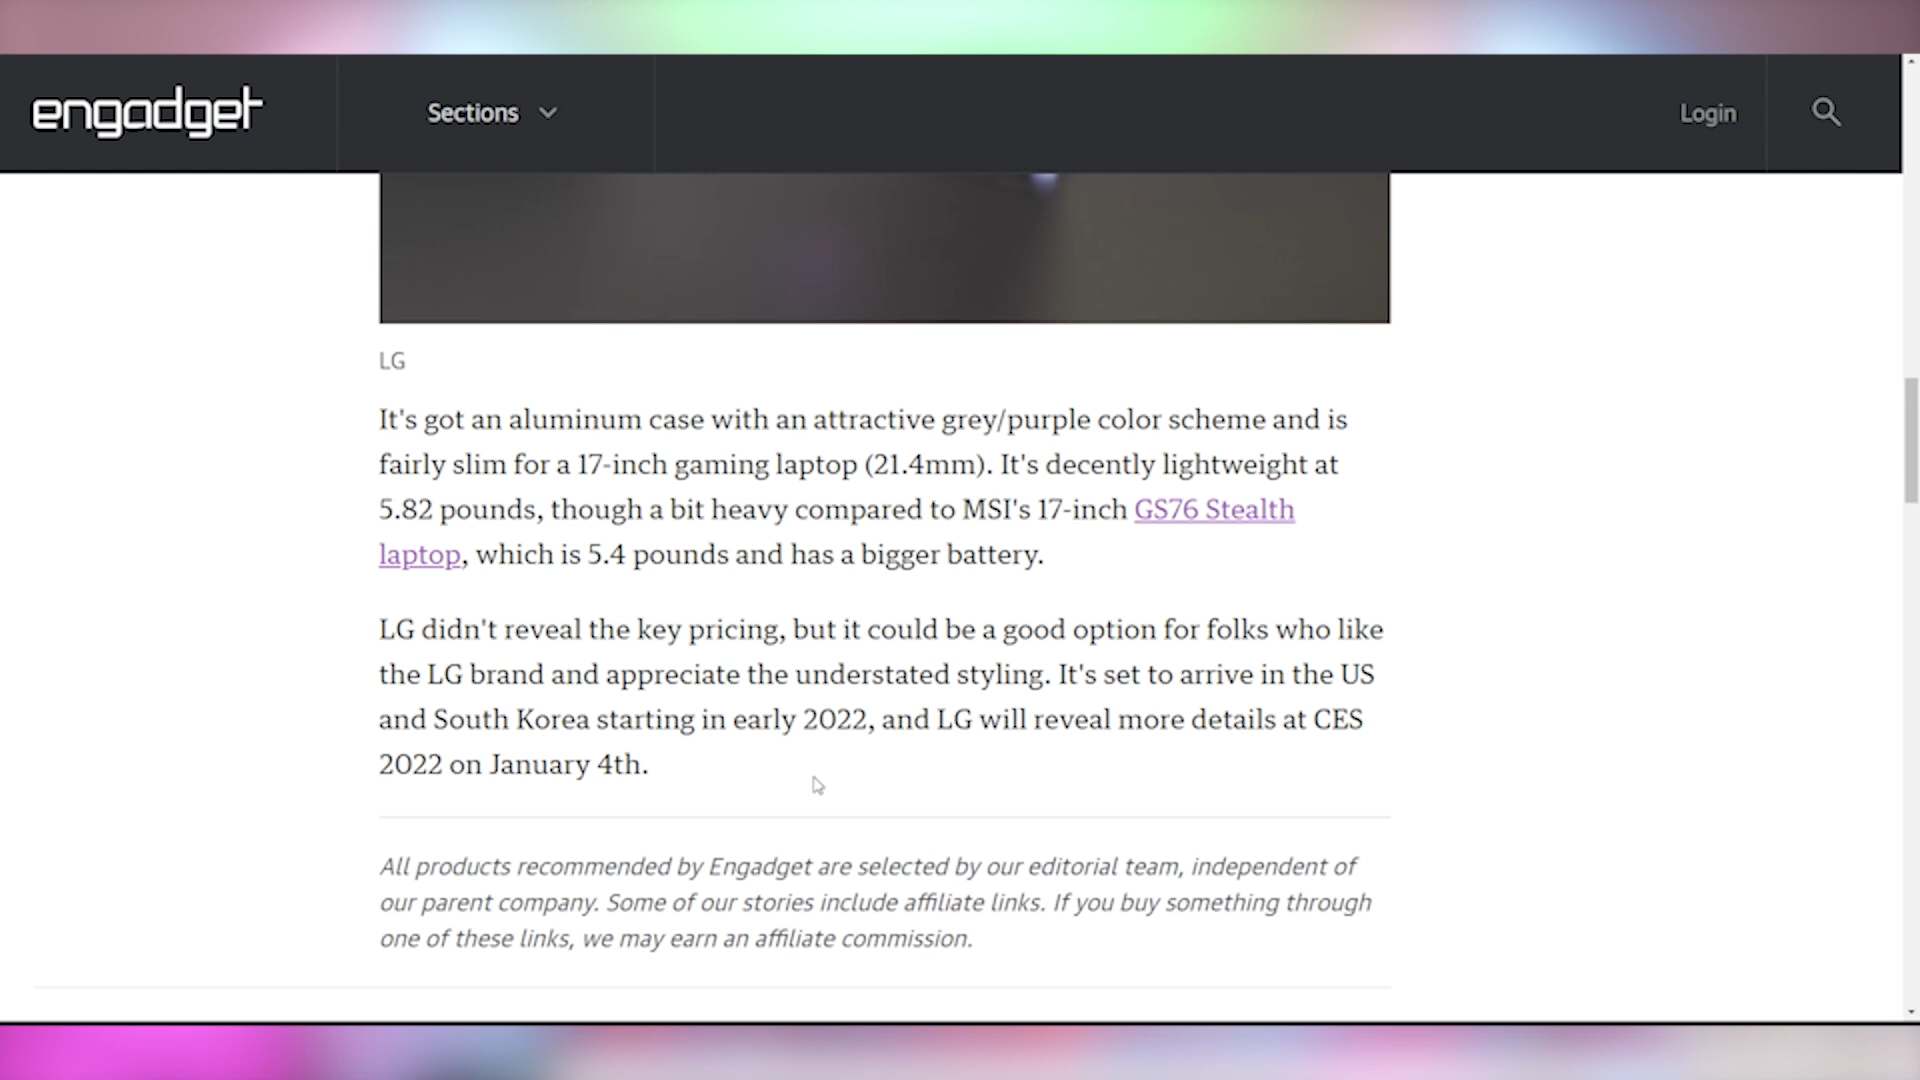 engadget
Sections
Login
LG
It's got an aluminum case with an attractive grey/purple color scheme and is
fairly slim for a 17-inch gaming laptop (21.4mm). It's decently lightweight at
5.82 pounds, though a bit heavy compared to MSI's 17-inch GS76 Stealth
laptop, which is 5.4 pounds and has a bigger battery.
LG didn't reveal the key pricing, but it could be a good option for folks who like
the LG brand and appreciate the understated styling. It's set to arrive in the US
and South Korea starting in early 2022, and LG will reveal more details at CES
2022 on January 4th.
All products recommended by Engadget are selected by our editorial team, independent of
our parent company. Some of our stories include affiliate links. If you buy something through
one of these links, we may earn an affiliate commission.